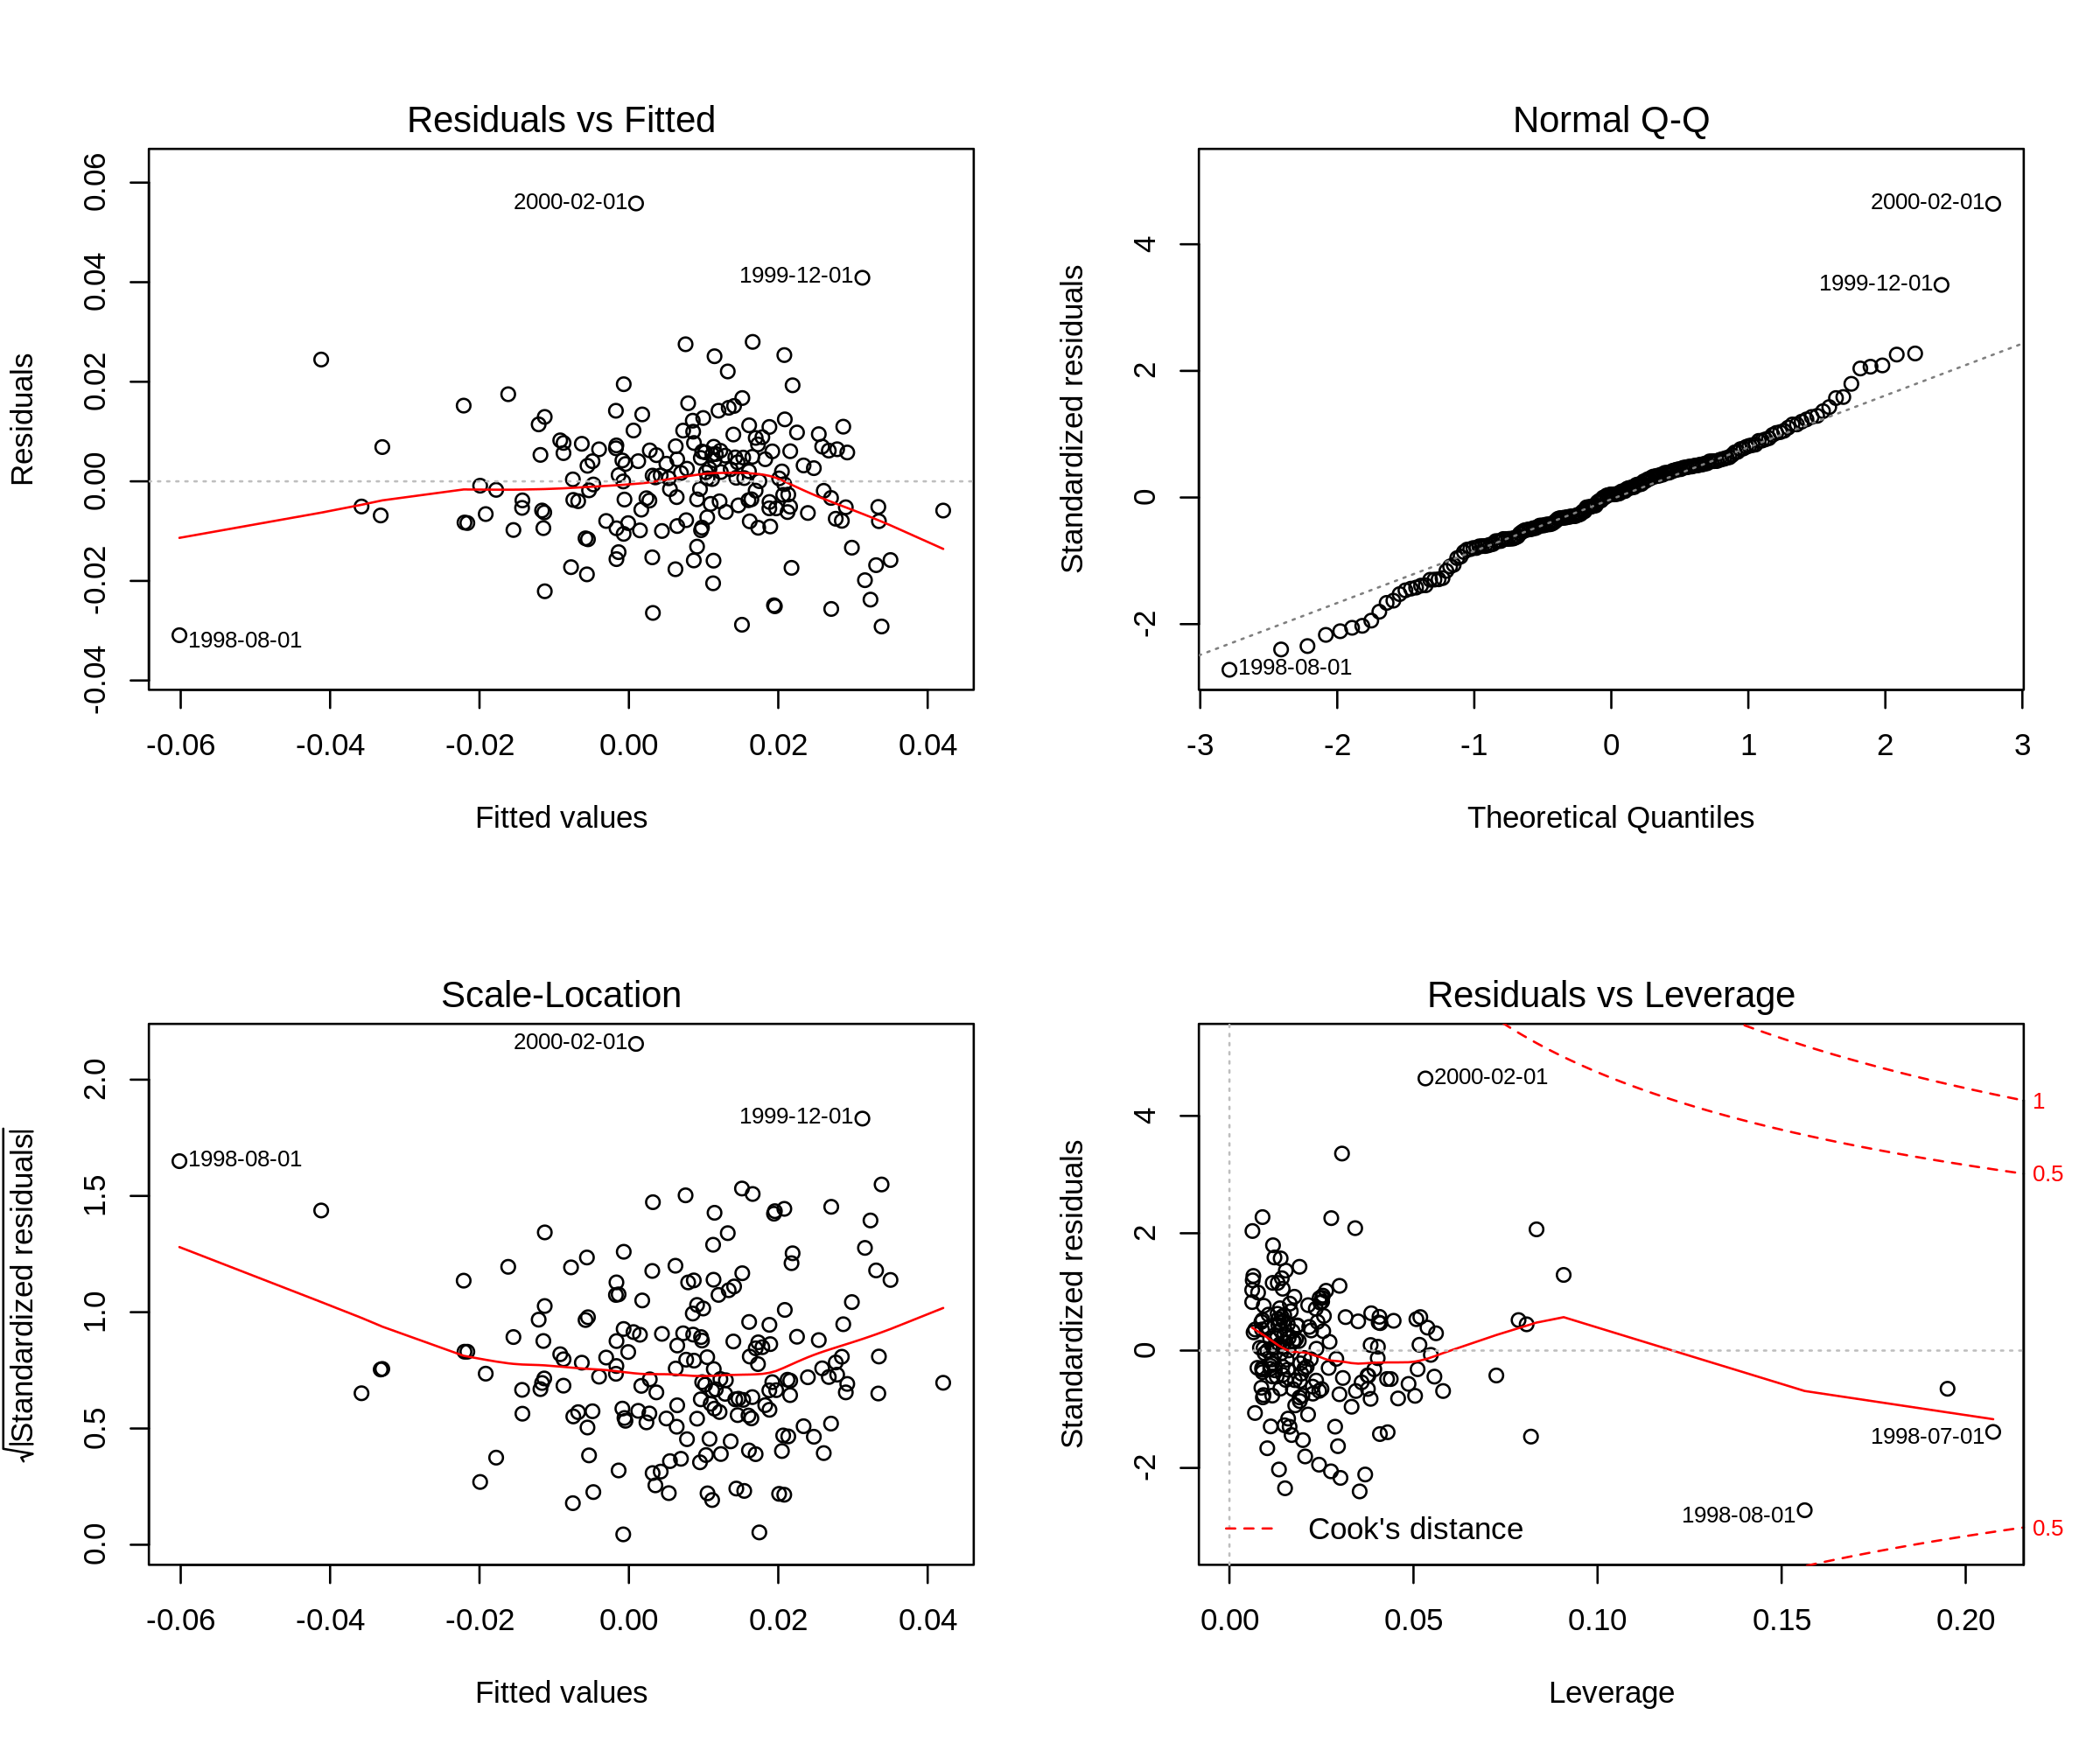 Residuals vs Fitted
Residuals
0.06
0.04
0.02
0.00
-0.02
-0.04
2000-02-01
1999-12-01
1998-08-01
-0.06 -0.04 -0.02 0.00 0.02 0.04
Fitted values
Normal Q-Q
Standardized residuals
4
2
0
-2
2000-02-01
1999-12-01
1998-08-01
-3 -2 -1 0 1 2 3
Theoretical Quantiles
Scale-Location
√|Standardized residuals|
2.0
1.5
1.0
0.5
0.0
2000-02-01
1999-12-01
1998-08-01
-0.06 -0.04 -0.02 0.00 0.02 0.04
Fitted values
Residuals vs Leverage
Standardized residuals
4
2
0
-2
2000-02-01
1998-07-01
1998-08-01
Cook's distance
1
0.5
0.5
0.00 0.05 0.10 0.15 0.20
Leverage